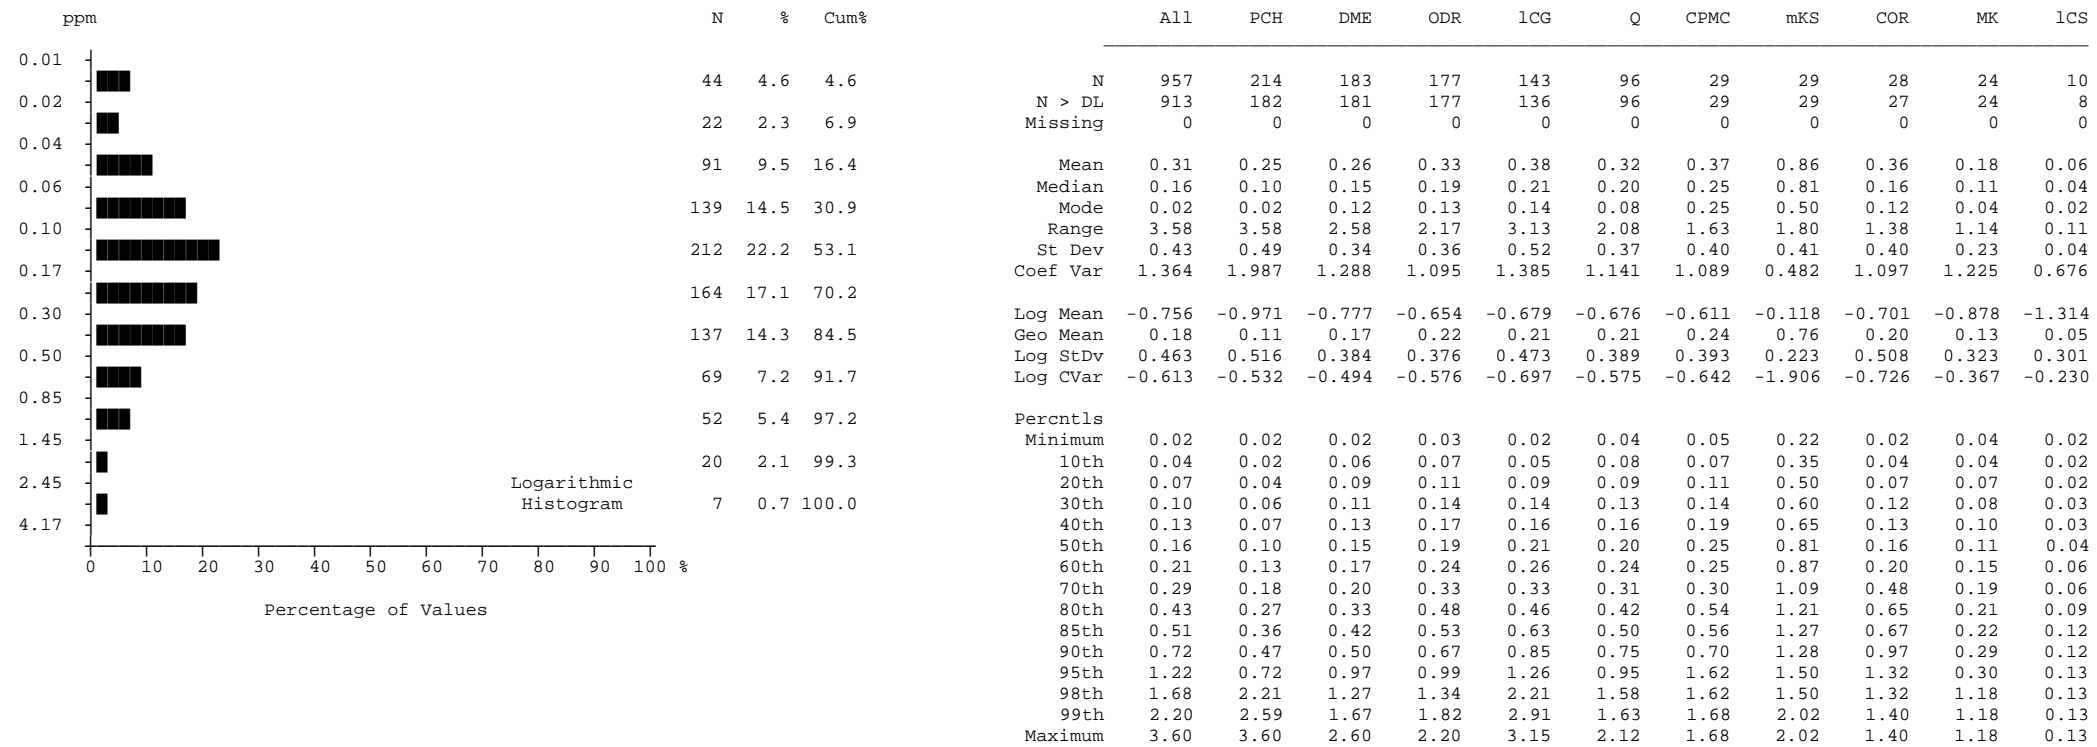 ppm N % Cum% All PCH DME ODR lCG Q CPMC mKS COR MK lCS
0.01
44 4.6 4.6 N 957 214 183 177 143 96 29 29 28 24 10
0.02 N > DL 913 182 181 177 136 96 29 29 27 24 8
22 2.3 6.9 Missing 0 0 0 0 0 0 0 0 0 0 0
0.04
91 9.5 16.4 Mean 0.31 0.25 0.26 0.33 0.38 0.32 0.37 0.86 0.36 0.18 0.06
0.06 Median 0.16 0.10 0.15 0.19 0.21 0.20 0.25 0.81 0.16 0.11 0.04
139 14.5 30.9 Mode 0.02 0.02 0.12 0.13 0.14 0.08 0.25 0.50 0.12 0.04 0.02
0.10 Range 3.58 3.58 2.58 2.17 3.13 2.08 1.63 1.80 1.38 1.14 0.11
212 22.2 53.1 St Dev 0.43 0.49 0.34 0.36 0.52 0.37 0.40 0.41 0.40 0.23 0.04
0.17 Coef Var 1.364 1.987 1.288 1.095 1.385 1.141 1.089 0.482 1.097 1.225 0.676
164 17.1 70.2
0.30 Log Mean -0.756 -0.971 -0.777 -0.654 -0.679 -0.676 -0.611 -0.118 -0.701 -0.878 -1.314
137 14.3 84.5 Geo Mean 0.18 0.11 0.17 0.22 0.21 0.21 0.24 0.76 0.20 0.13 0.05
0.50 Log StDv 0.463 0.516 0.384 0.376 0.473 0.389 0.393 0.223 0.508 0.323 0.301
69 7.2 91.7 Log CVar -0.613 -0.532 -0.494 -0.576 -0.697 -0.575 -0.642 -1.906 -0.726 -0.367 -0.230
0.85
52 5.4 97.2 Percntls
1.45 Minimum 0.02 0.02 0.02 0.03 0.02 0.04 0.05 0.22 0.02 0.04 0.02
20 2.1 99.3 10th 0.04 0.02 0.06 0.07 0.05 0.08 0.07 0.35 0.04 0.04 0.02
2.45 Logarithmic 20th 0.07 0.04 0.09 0.11 0.09 0.09 0.11 0.50 0.07 0.07 0.02
Histogram 7 0.7 100.0 30th 0.10 0.06 0.11 0.14 0.14 0.13 0.14 0.60 0.12 0.08 0.03
4.17 40th 0.13 0.07 0.13 0.17 0.16 0.16 0.19 0.65 0.13 0.10 0.03
50th 0.16 0.10 0.15 0.19 0.21 0.20 0.25 0.81 0.16 0.11 0.04
0 10 20 30 40 50 60 70 80 90 100 % 60th 0.21 0.13 0.17 0.24 0.26 0.24 0.25 0.87 0.20 0.15 0.06
70th 0.29 0.18 0.20 0.33 0.33 0.31 0.30 1.09 0.48 0.19 0.06
Percentage of Values 80th 0.43 0.27 0.33 0.48 0.46 0.42 0.54 1.21 0.65 0.21 0.09
85th 0.51 0.36 0.42 0.53 0.63 0.50 0.56 1.27 0.67 0.22 0.12
90th 0.72 0.47 0.50 0.67 0.85 0.75 0.70 1.28 0.97 0.29 0.12
95th 1.22 0.72 0.97 0.99 1.26 0.95 1.62 1.50 1.32 0.30 0.13
98th 1.68 2.21 1.27 1.34 2.21 1.58 1.62 1.50 1.32 1.18 0.13
99th 2.20 2.59 1.67 1.82 2.91 1.63 1.68 2.02 1.40 1.18 0.13
Maximum 3.60 3.60 2.60 2.20 3.15 2.12 1.68 2.02 1.40 1.18 0.13